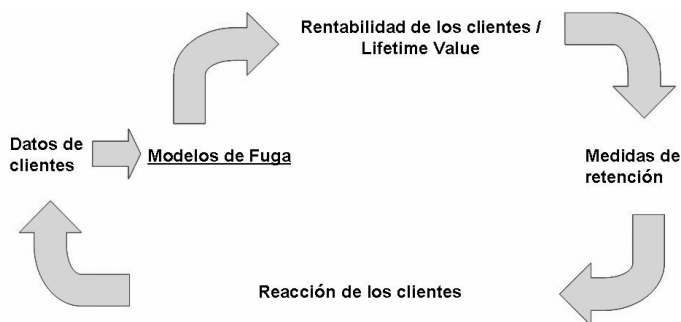 Rentabilidad de los clientes /
Lifetime Value
Datos de
clientes
Modelos de Fuga
Medidas de
retención
Reacción de los clientes